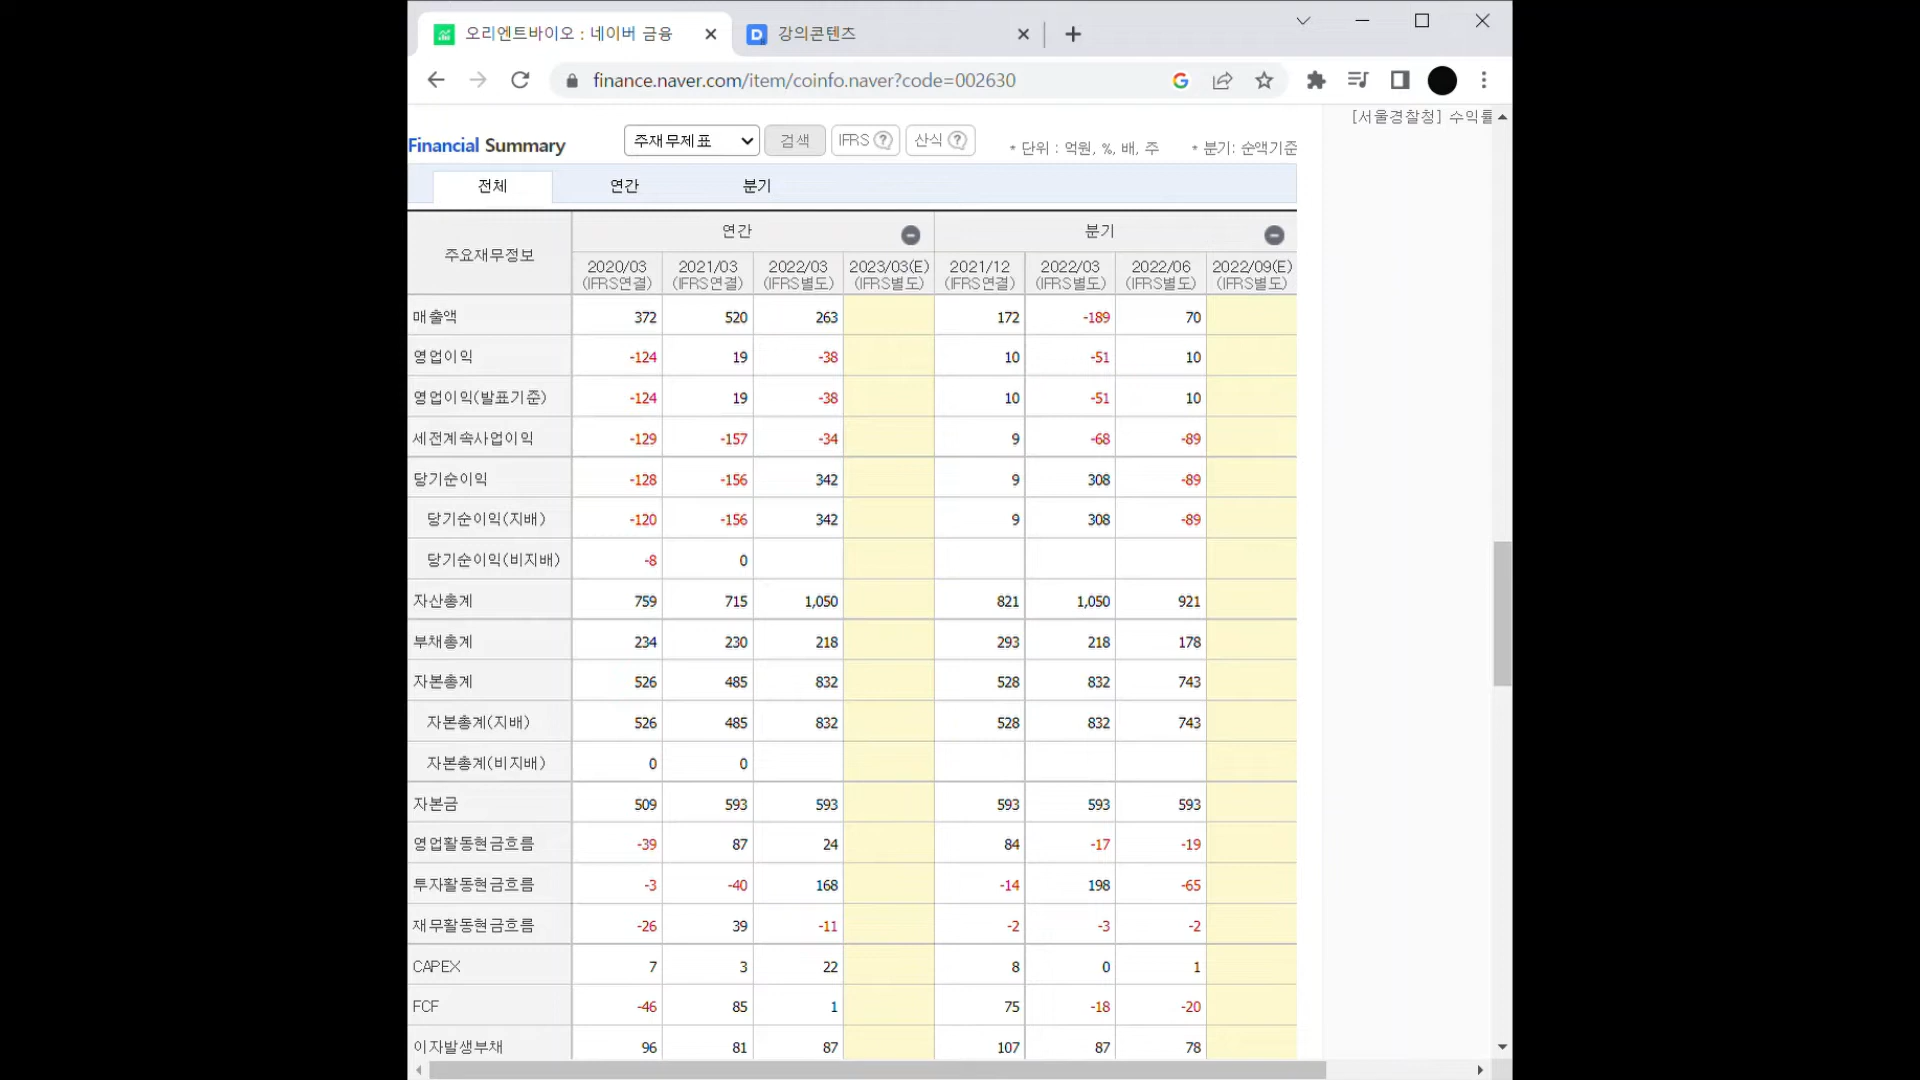 오리엔트바이오 : 네이버 금융
강의콘텐츠
finance.naver.com/item/coinfo.naver?code=002630
[서울경찰청] 수익률
Financial Summary 주재무제표 검색 IFRS ? 산식 ? * 단위 : 억원, %, 배, 주 * 분기: 순액기준
전체 연간 분기
주요재무정보 연간 분기
2020/03 2021/03 2022/03 2023/03(E) 2021/12 2022/03 2022/06 2022/09(E)
(IFRS연결) (IFRS연결) (IFRS별도) (IFRS별도) (IFRS연결) (IFRS별도) (IFRS별도) (IFRS별도)
매출액 372 520 263 172 -189 70
영업이익 -124 19 -38 10 -51 10
영업이익(발표기준) -124 19 -38 10 -51 10
세전계속사업이익 -129 -157 -34 9 -68 -89
당기순이익 -128 -156 342 9 308 -89
당기순이익(지배) -120 -156 342 9 308 -89
당기순이익(비지배) -8 0
자산총계 759 715 1,050 821 1,050 921
부채총계 234 230 218 293 218 178
자본총계 526 485 832 528 832 743
자본총계(지배) 526 485 832 528 832 743
자본총계(비지배) 0 0
자본금 509 593 593 593 593 593
영업활동현금흐름 -39 87 24 84 -17 -19
투자활동현금흐름 -3 -40 168 -14 198 -65
재무활동현금흐름 -26 39 -11 -2 -3 -2
CAPEX 7 3 22 8 0 1
FCF -46 85 1 75 -18 -20
이자발생부채 96 81 87 107 87 78